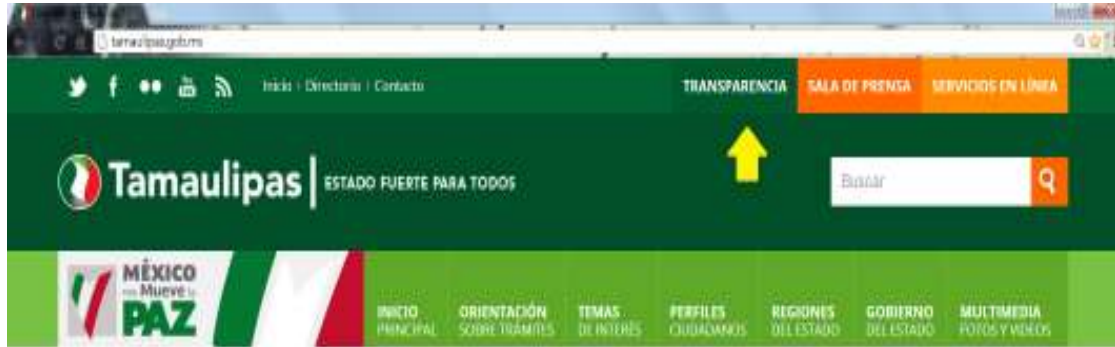 tamaulipas.gob.mx
Inicio | Directorio | Contacto
TRANSPARENCIA
SALA DE PRENSA
SERVICIOS EN LÍNEA
Tamaulipas | ESTADO FUERTE PARA TODOS
Buscar
MÉXICO
Mueve
PAZ
INICIO
PRINCIPAL
ORIENTACIÓN
SOBRE TRÁMITES
TEMAS
DE INTERÉS
PERFILES
CIUDADANOS
REGIONES
DEL ESTADO
GOBIERNO
DEL ESTADO
MULTIMEDIA
FOTOS Y VIDEOS